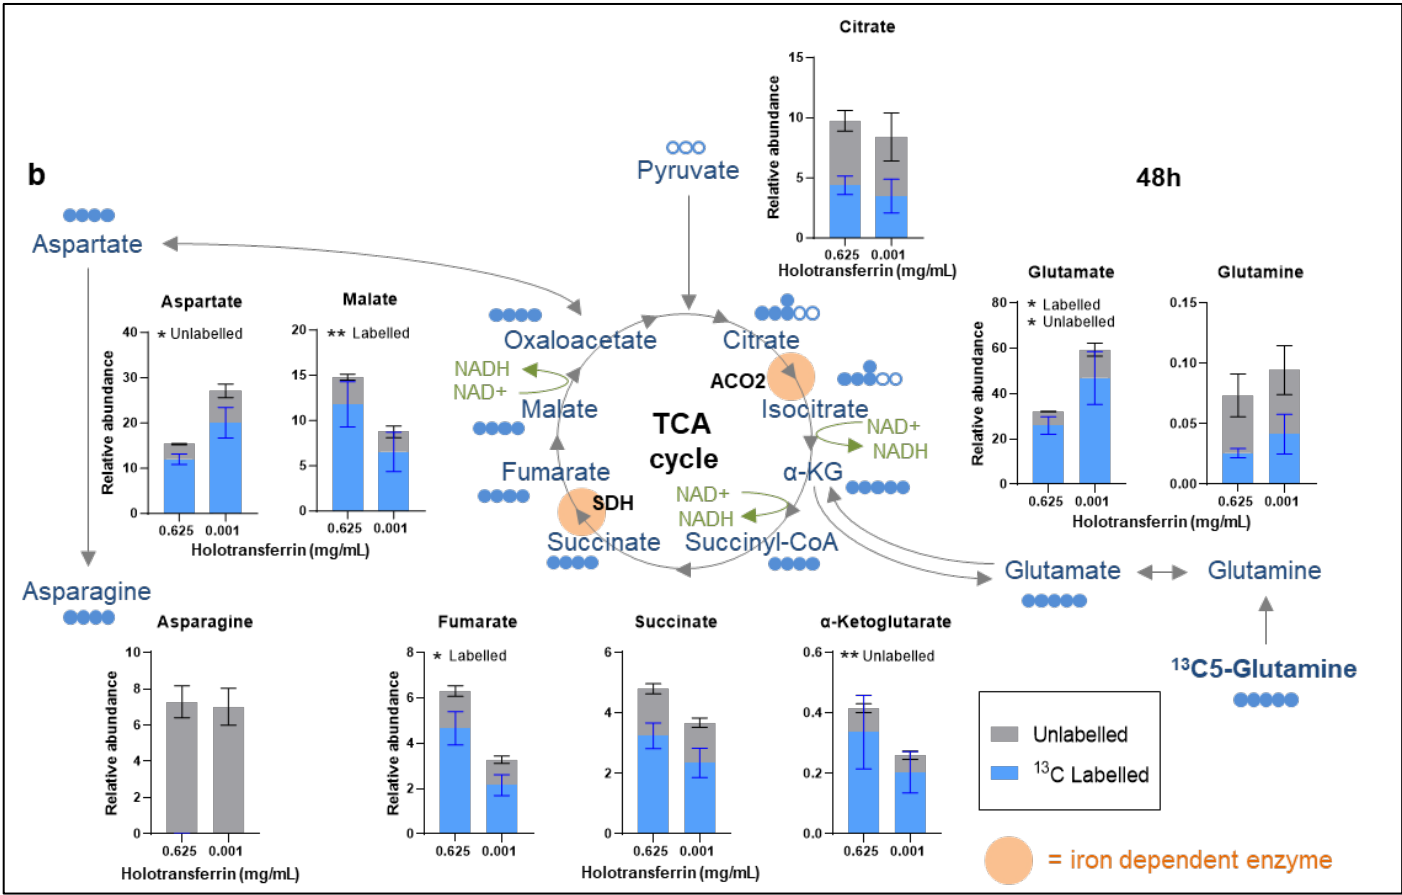 b
48h
Citrate
Relative abundance
15
10
5
0
0.625 0.001
Holotransferrin (mg/mL)
Pyruvate
Aspartate
Aspartate
* Unlabelled
Relative abundance
40
30
20
10
0
0.625 0.001
Holotransferrin (mg/mL)
Malate
** Labelled
20
15
10
5
0
0.625 0.001
Oxaloacetate
Citrate
NADH
NAD+
ACO2
Malate
Isocitrate
TCA
cycle
NAD+
NADH
Fumarate
α-KG
NAD+
NADH
SDH
Succinate
Succinyl-CoA
Glutamate
* Labelled
* Unlabelled
Relative abundance
80
60
40
20
0
0.625 0.001
Holotransferrin (mg/mL)
Glutamine
0.15
0.10
0.05
0.00
0.625 0.001
Glutamate
Glutamine
13C5-Glutamine
Asparagine
Asparagine
Relative abundance
10
8
6
4
2
0
0.625 0.001
Holotransferrin (mg/mL)
Fumarate
* Labelled
Relative abundance
8
6
4
2
0
0.625 0.001
Holotransferrin (mg/mL)
Succinate
6
4
2
0
0.625 0.001
Holotransferrin (mg/mL)
α-Ketoglutarate
** Unlabelled
0.6
0.4
0.2
0.0
0.625 0.001
Holotransferrin (mg/mL)
Unlabelled
13C Labelled
= iron dependent enzyme